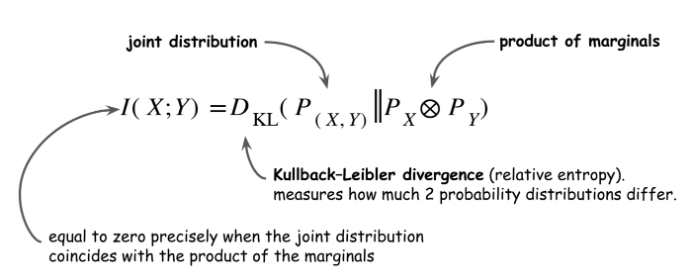 joint distribution
product of marginals
I(X;Y) = D_KL(P_(X,Y) ‖ P_X ⊗ P_Y)
Kullback–Leibler divergence (relative entropy).
measures how much 2 probability distributions differ.
equal to zero precisely when the joint distribution
coincides with the product of the marginals